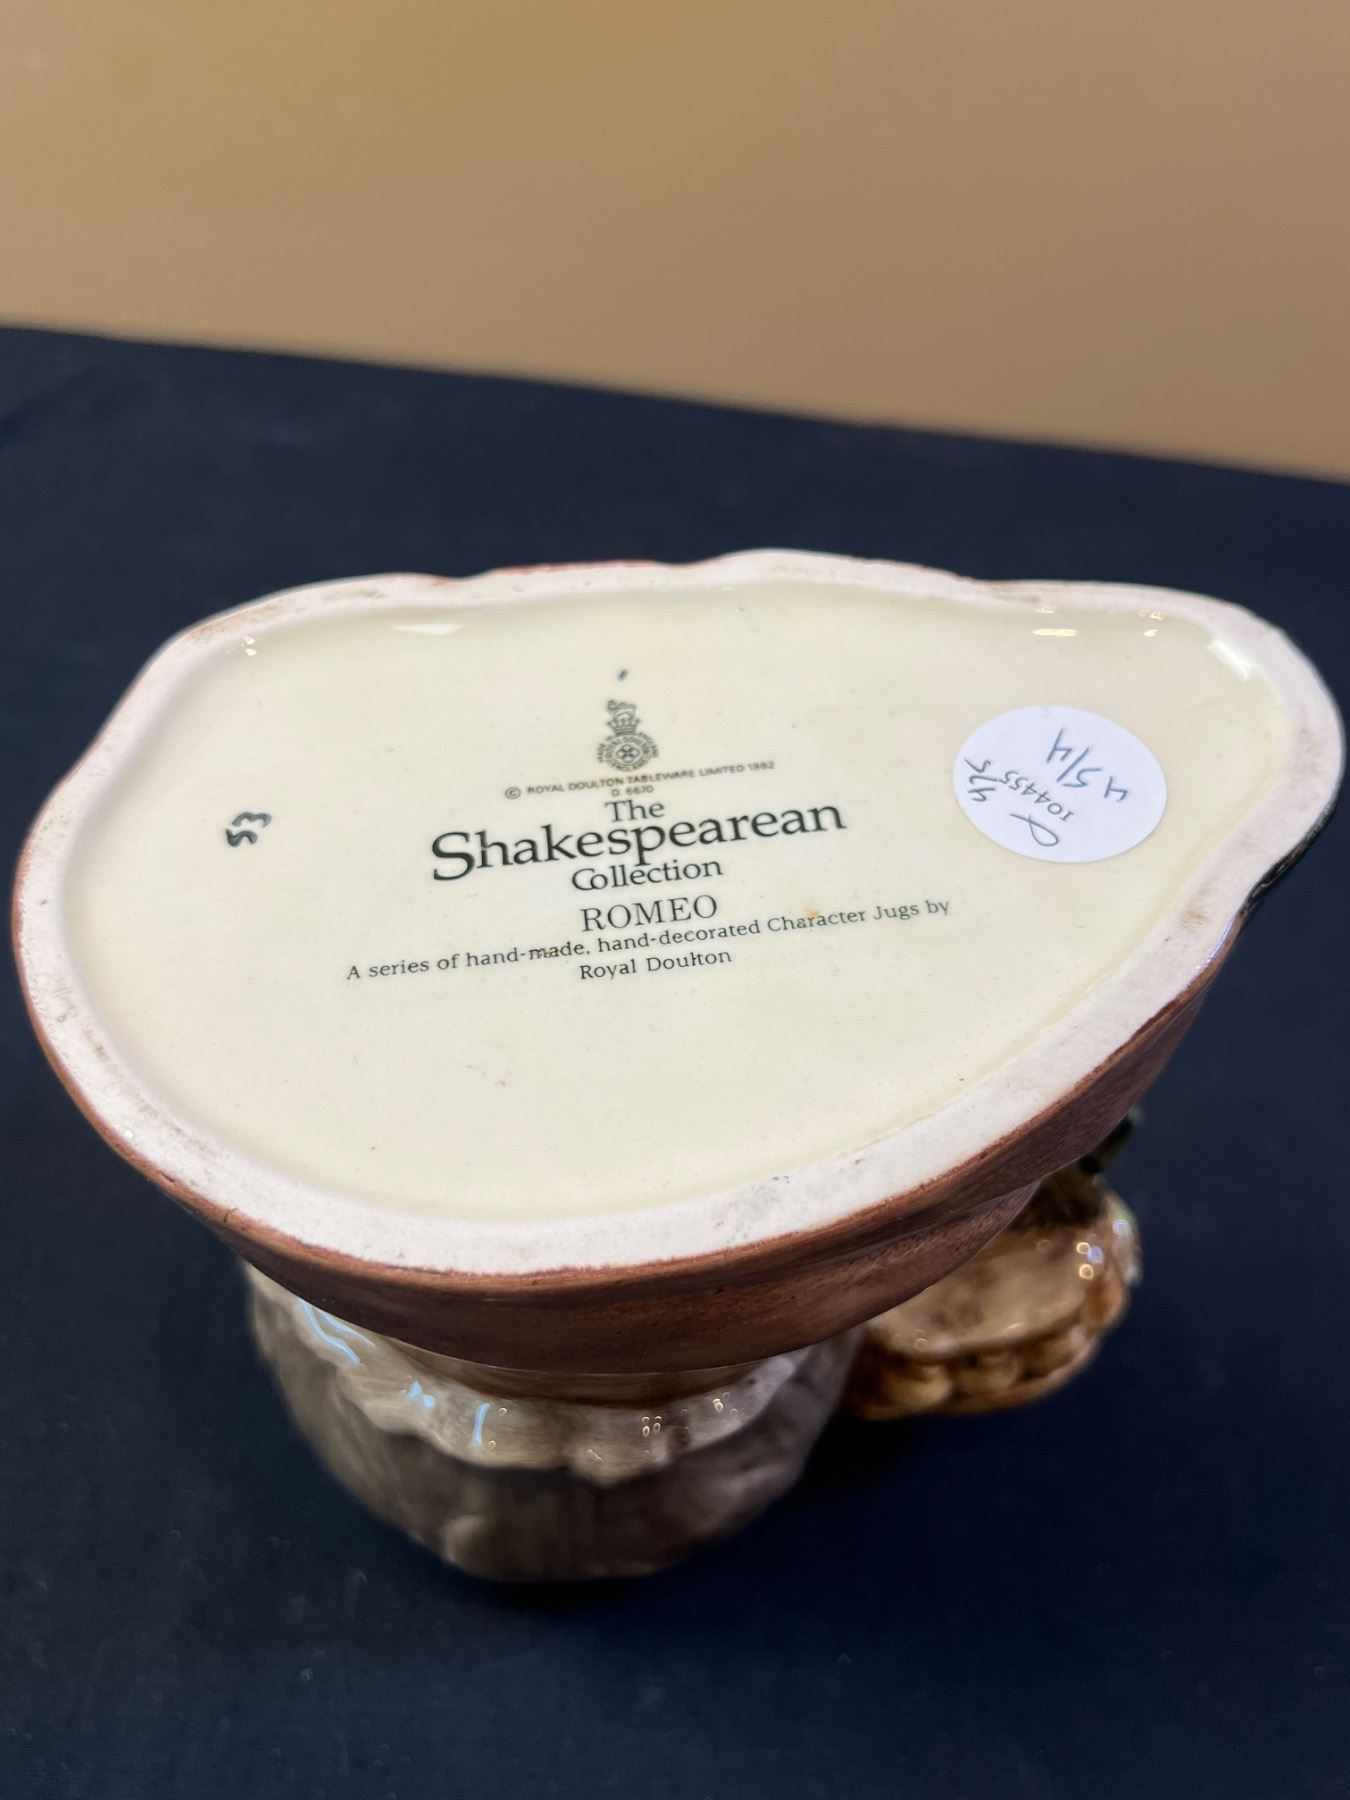 © ROYAL DOULTON TABLEWARE LIMITED 1982
D. 6670
The
Shakespearean
Collection
ROMEO
A series of hand-made, hand-decorated Character Jugs by
Royal Doulton
53
104455
45/4